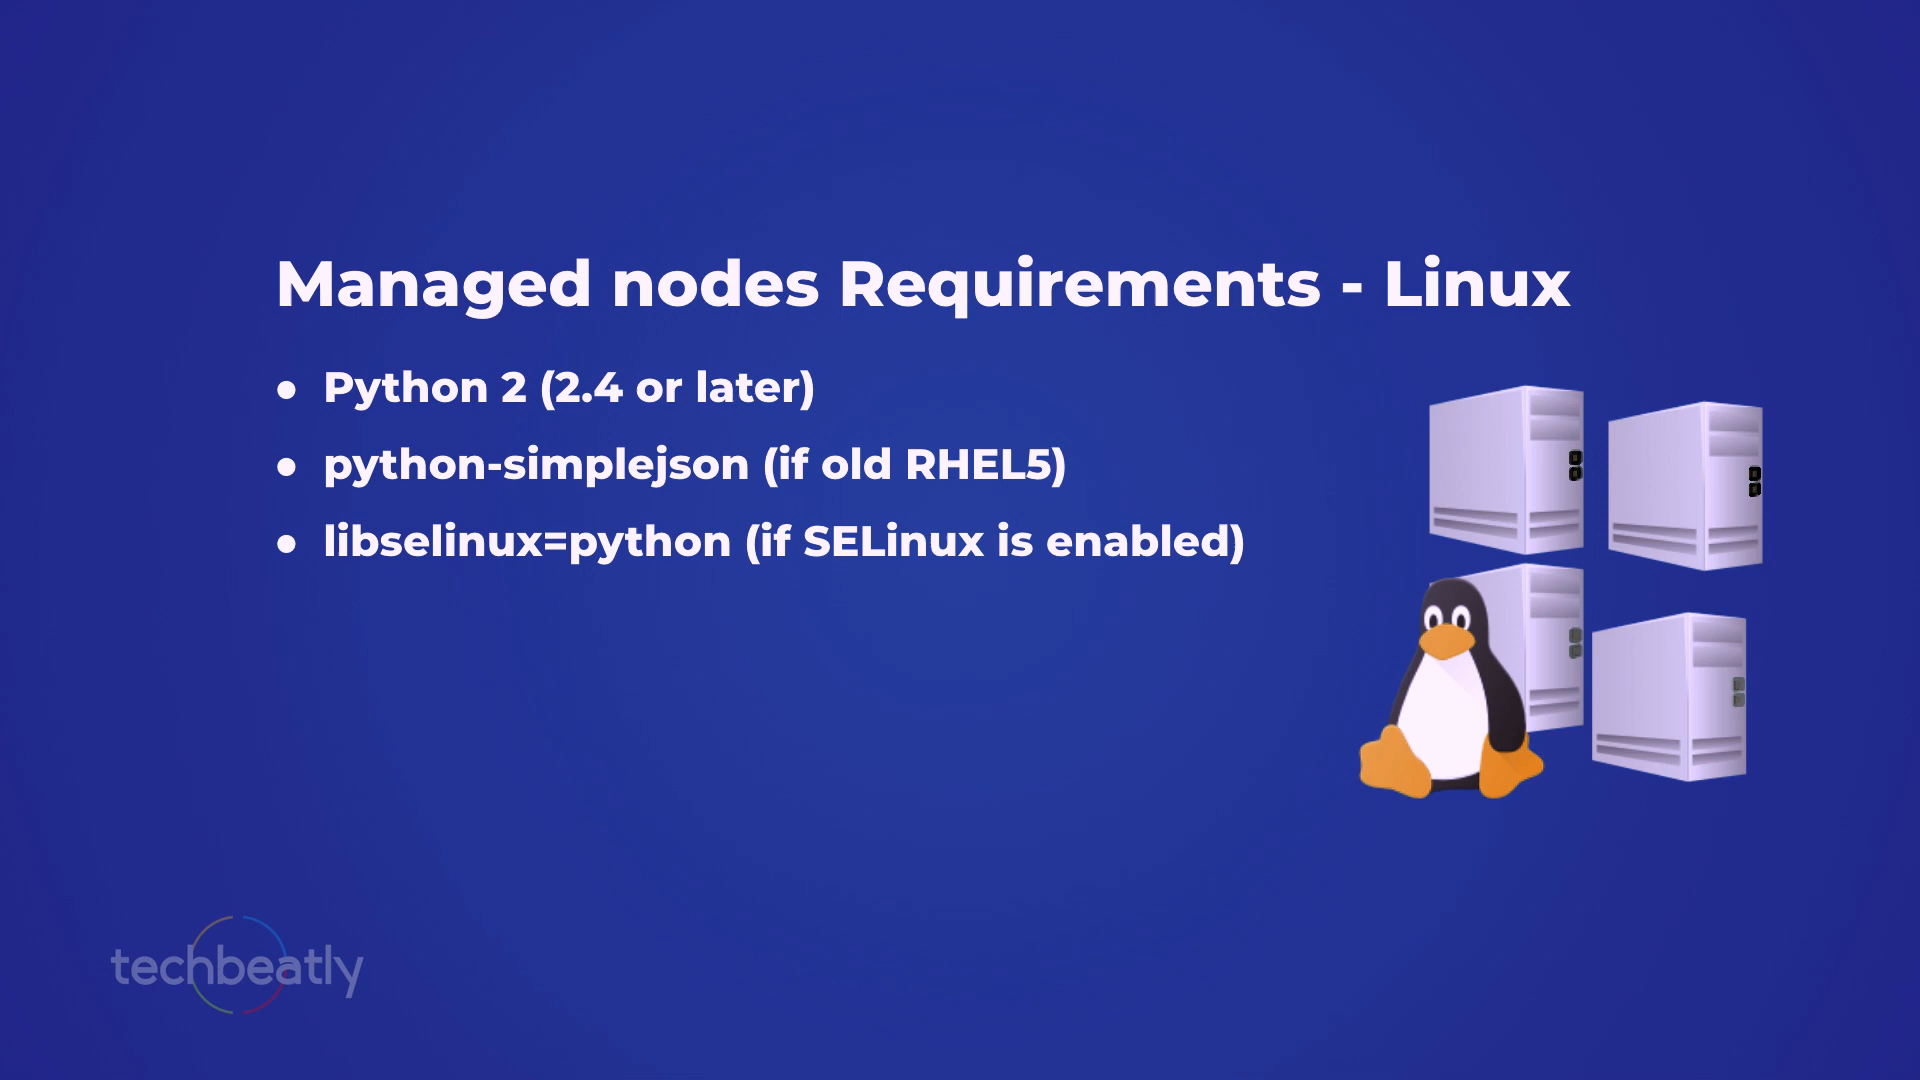 Managed nodes Requirements - Linux
● Python 2 (2.4 or later)
● python-simplejson (if old RHEL5)
● libselinux=python (if SELinux is enabled)
techbeatly